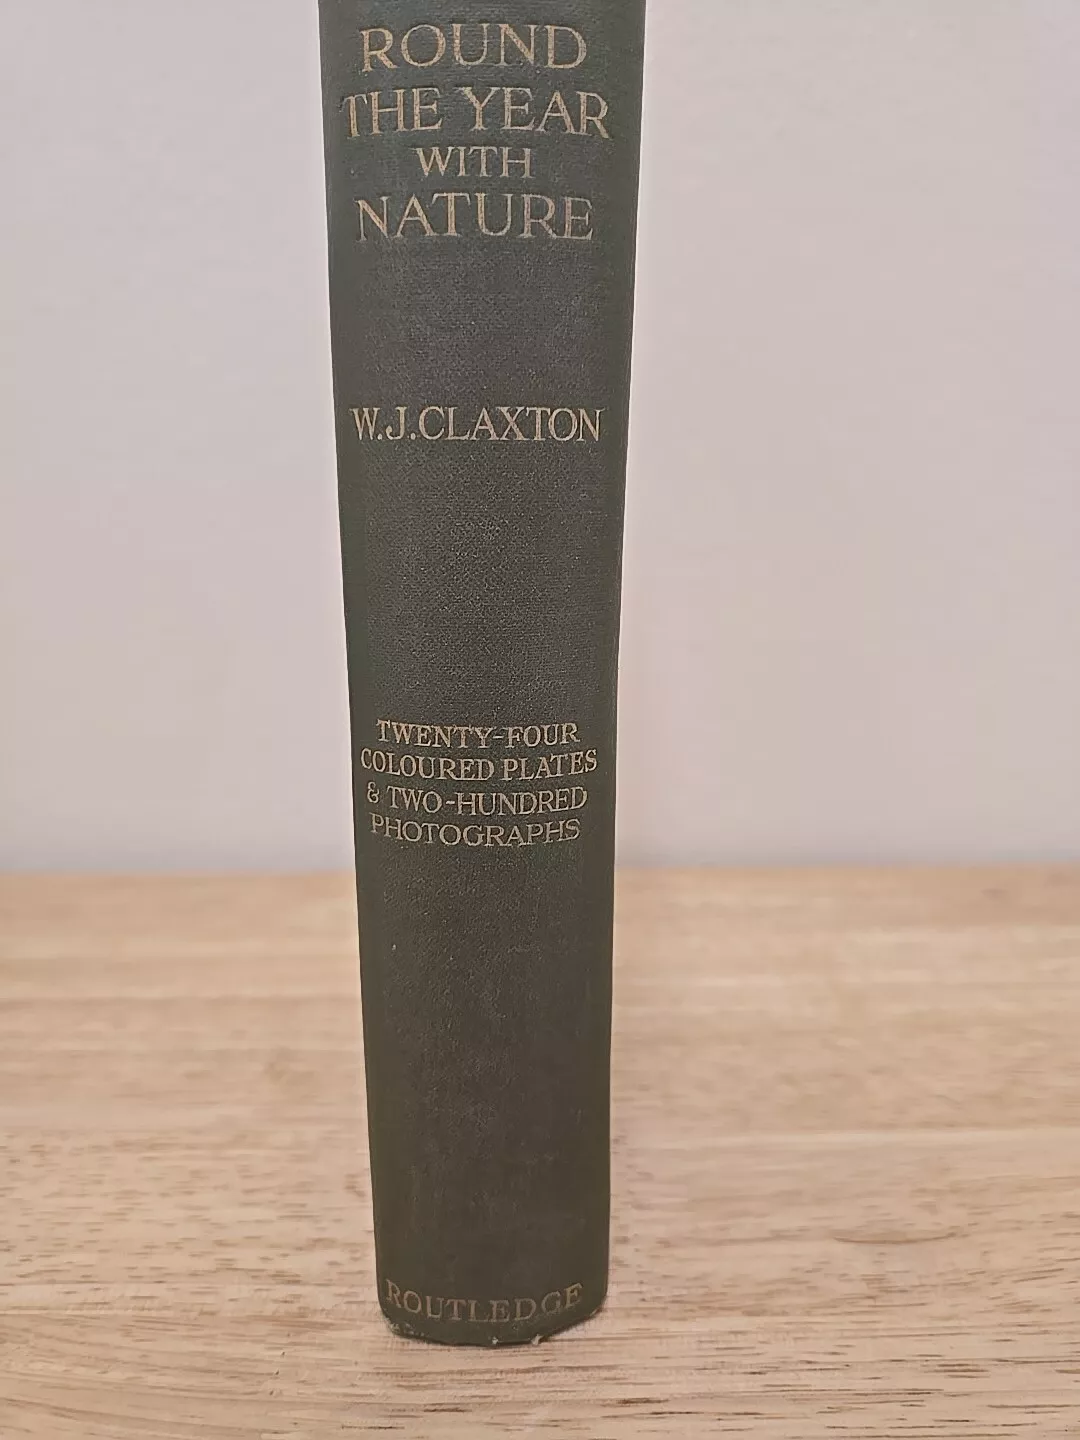 ROUND
THE YEAR
WITH
NATURE
W.J.CLAXTON
TWENTY-FOUR
COLOURED PLATES
& TWO-HUNDRED
PHOTOGRAPHS
ROUTLEDGE